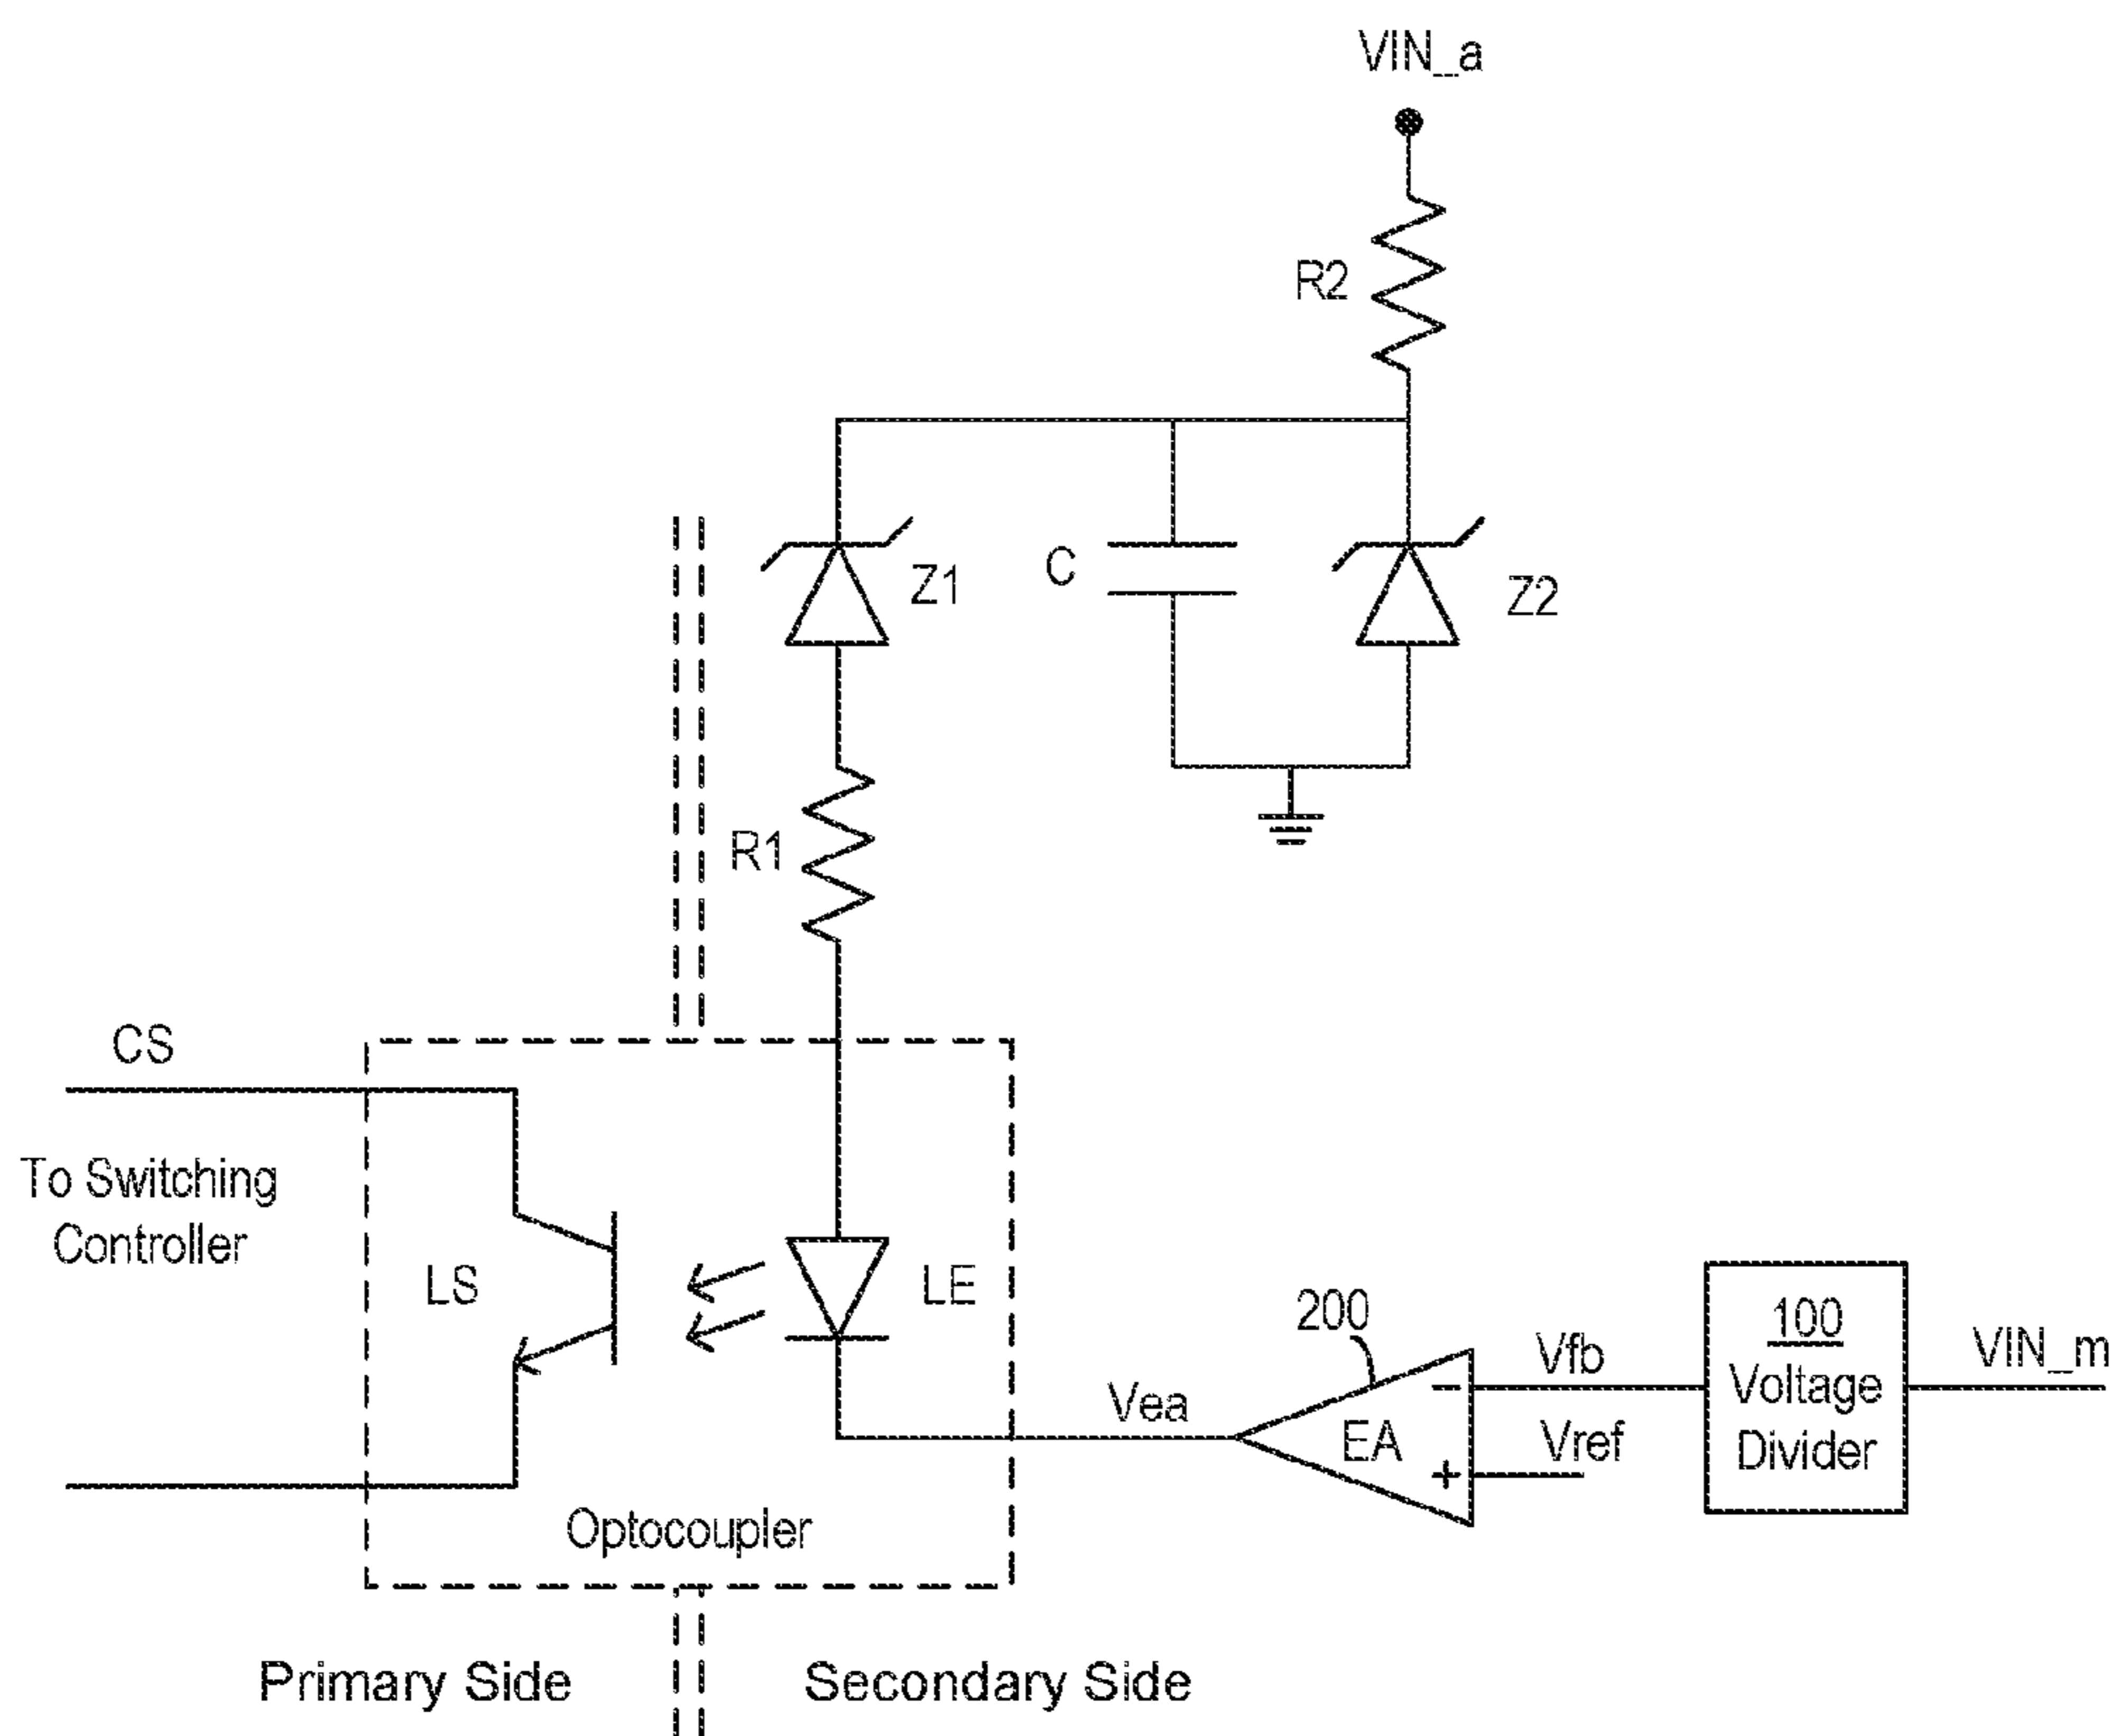 VIN_a
R2
Z1
C
Z2
R1
CS
To Switching
Controller
LS
LE
Optocoupler
200
EA
-
+
Vea
Vfb
Vref
100
Voltage
Divider
VIN_m
Primary Side
Secondary Side